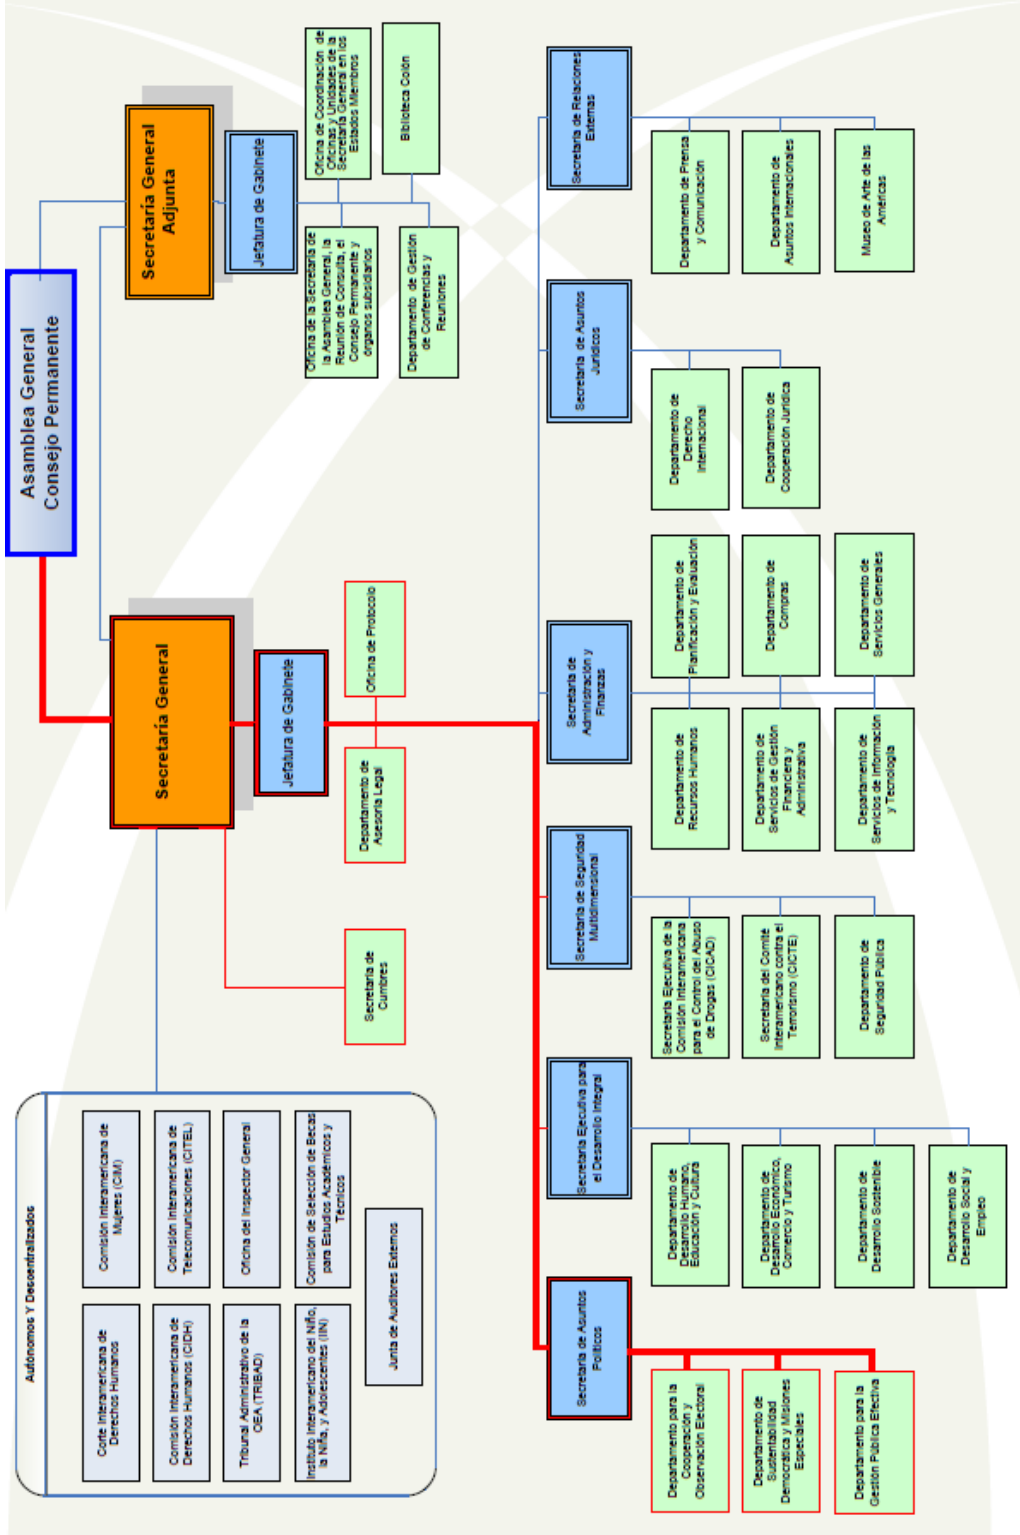 Asamblea General
Consejo Permanente
Secretaría General
Secretaría General
Adjunta
Jefatura de Gabinete
Jefatura de Gabinete
Autónomos Y Descentralizados
Corte Interamericana de
Derechos Humanos
Comisión Interamericana de
Mujeres (CIM)
Comisión Interamericana de
Derechos Humanos (CIDH)
Comisión Interamericana de
Telecomunicaciones (CITEL)
Tribunal Administrativo de la
OEA (TRIBAD)
Oficina del Inspector General
Instituto Interamericano del Niño,
la Niña, y Adolescentes (IIN)
Comisión de Selección de Becas
para Estudios Académicos y
Técnicos
Junta de Auditores Externos
Secretaría de
Cumbres
Departamento de
Asesoría Legal
Oficina de Protocolo
Oficina de la Secretaría de
la Asamblea General, la
Reunión de Consulta, el
Consejo Permanente y
órganos subsidiarios
Oficina de Coordinación de
Oficinas y Unidades de la
Secretaría General en los
Estados Miembros
Departamento de Gestión
de Conferencias y
Reuniones
Biblioteca Colón
Secretaría de Asuntos
Políticos
Departamento para la
Cooperación y
Observación Electoral
Departamento de
Sustentabilidad
Democrática y Misiones
Especiales
Departamento para la
Gestión Pública Efectiva
Secretaría Ejecutiva para
el Desarrollo Integral
Departamento de
Desarrollo Humano,
Educación y Cultura
Departamento de
Desarrollo Económico,
Comercio y Turismo
Departamento de
Desarrollo Sostenible
Departamento de
Desarrollo Social y
Empleo
Secretaría de Seguridad
Multidimensional
Secretaría Ejecutiva de la
Comisión Interamericana
para el Control del Abuso
de Drogas (CICAD)
Secretaría del Comité
Interamericano contra el
Terrorismo (CICTE)
Departamento de
Seguridad Pública
Secretaría de
Administración y
Finanzas
Departamento de
Recursos Humanos
Departamento de
Planificación y Evaluación
Departamento de
Servicios de Gestión
Financiera y
Administrativa
Departamento de
Compras
Departamento de
Servicios de Información
y Tecnología
Departamento de
Servicios Generales
Secretaría de Asuntos
Jurídicos
Departamento de
Derecho
Internacional
Departamento de
Cooperación Jurídica
Secretaría de Relaciones
Externas
Departamento de Prensa
y Comunicación
Departamento de
Asuntos Internacionales
Museo de Arte de las
Américas